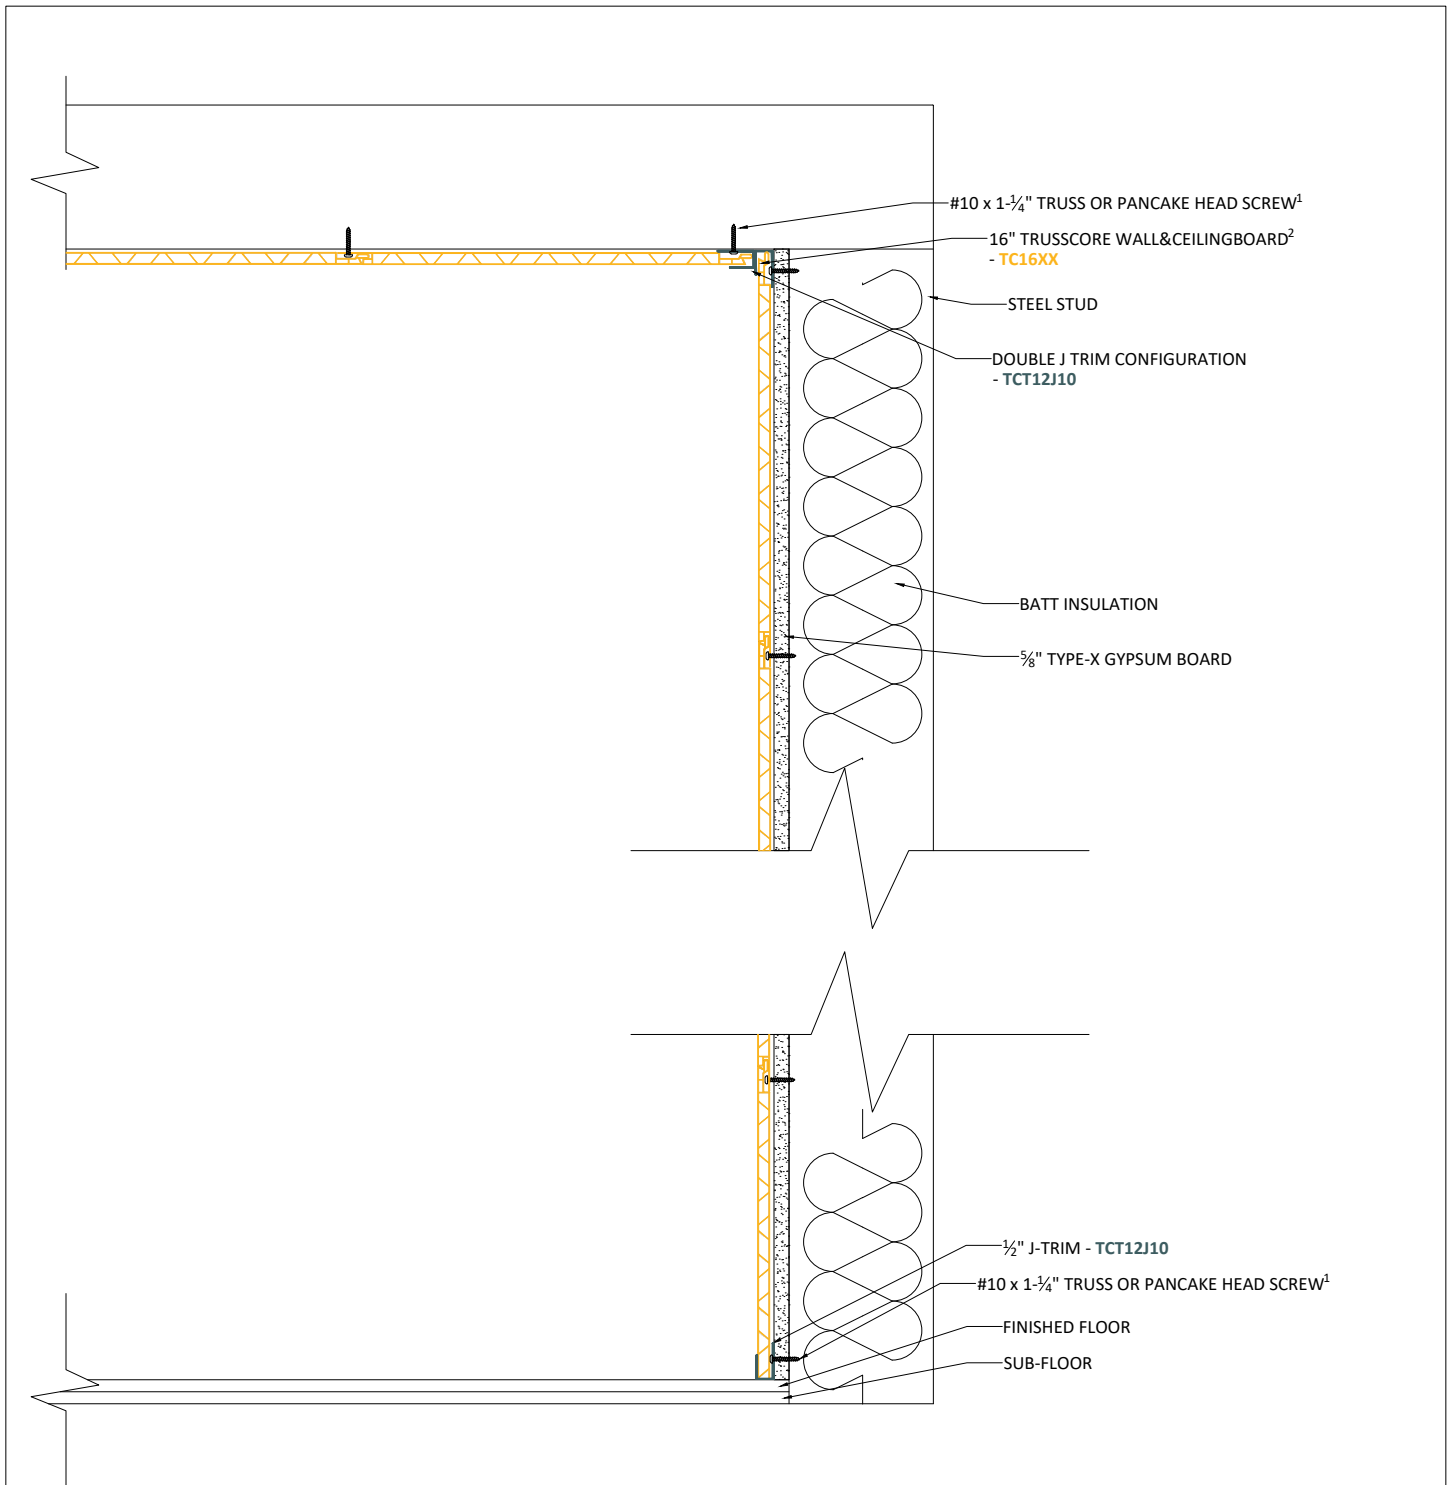 #10 x 1-¼" TRUSS OR PANCAKE HEAD SCREW¹
16" TRUSSCORE WALL&CEILINGBOARD²
- TC16XX
STEEL STUD
DOUBLE J TRIM CONFIGURATION
- TCT12J10
BATT INSULATION
⅝" TYPE-X GYPSUM BOARD
½" J-TRIM - TCT12J10
#10 x 1-¼" TRUSS OR PANCAKE HEAD SCREW¹
FINISHED FLOOR
SUB-FLOOR